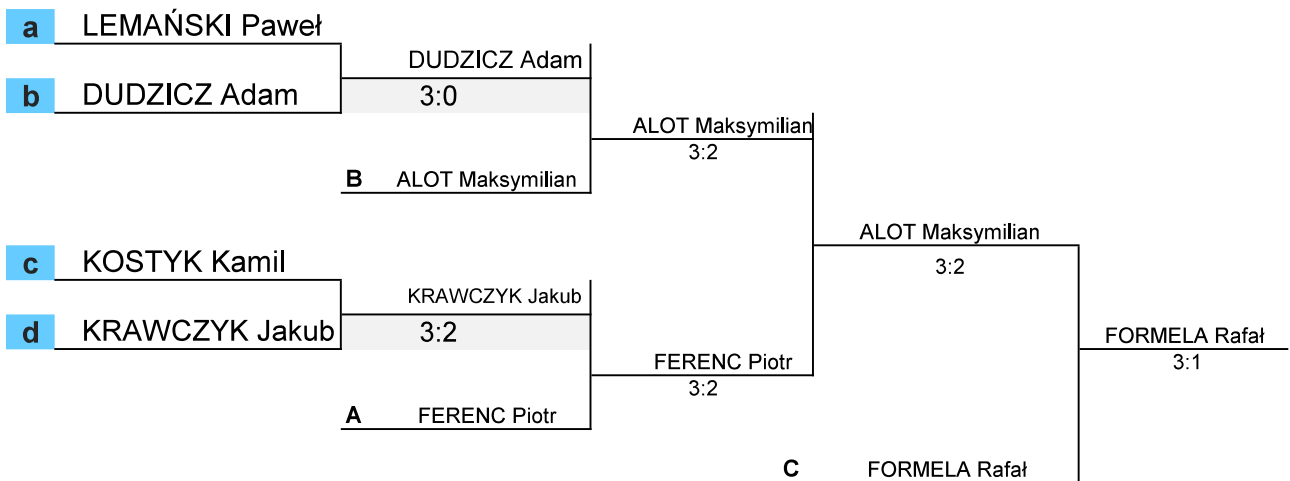 a LEMAŃSKI Paweł
DUDZICZ Adam
b DUDZICZ Adam 3:0
ALOT Maksymilian
3:2
B ALOT Maksymilian
ALOT Maksymilian
3:2
c KOSTYK Kamil
KRAWCZYK Jakub
d KRAWCZYK Jakub 3:2
FORMELA Rafał
3:1
FERENC Piotr
3:2
A FERENC Piotr
C FORMELA Rafał